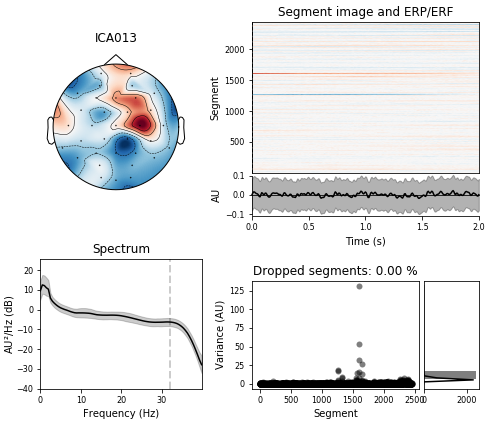 ICA013
Segment image and ERP/ERF
Segment
2000
1500
1000
500
AU
0.1
0.0
−0.1
0.0 0.5 1.0 1.5 2.0
Time (s)
Spectrum
AU²/Hz (dB)
20
10
0
−10
−20
−30
−40
0 10 20 30
Frequency (Hz)
Dropped segments: 0.00 %
Variance (AU)
125
100
75
50
25
0
0 500 1000 1500 2000 2500
Segment
0 2000